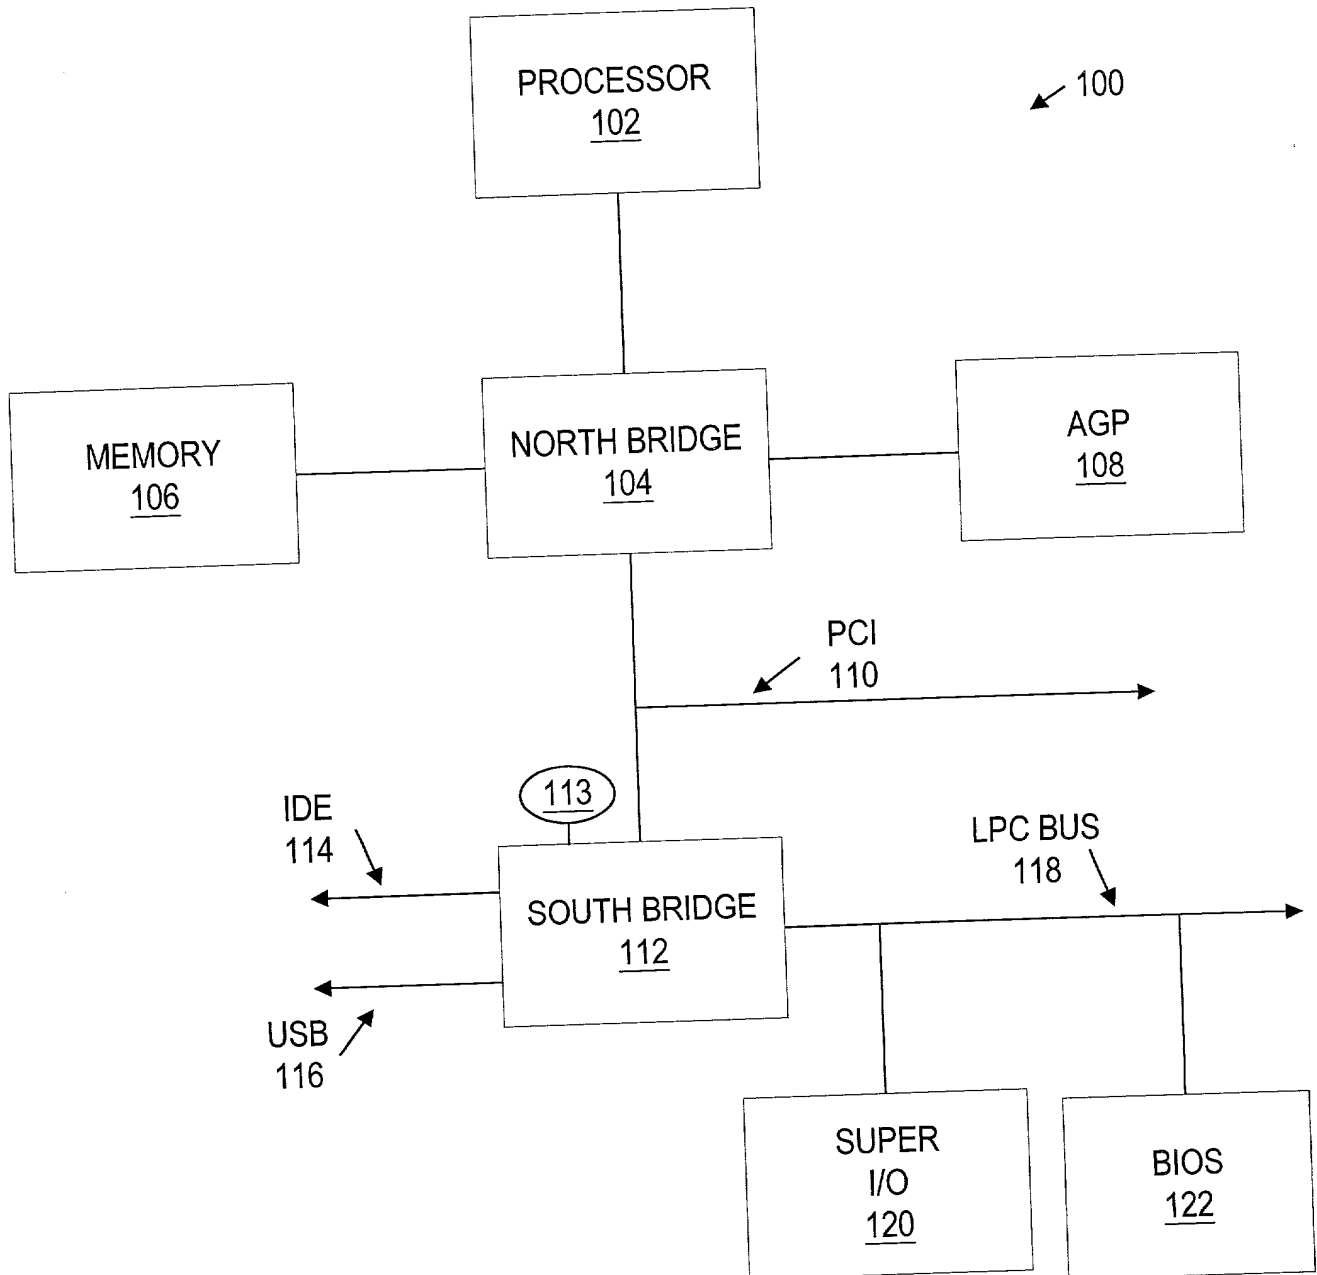 PROCESSOR
102
100
MEMORY
106
NORTH BRIDGE
104
AGP
108
PCI
110
113
IDE
114
LPC BUS
118
SOUTH BRIDGE
112
USB
116
SUPER
I/O
120
BIOS
122